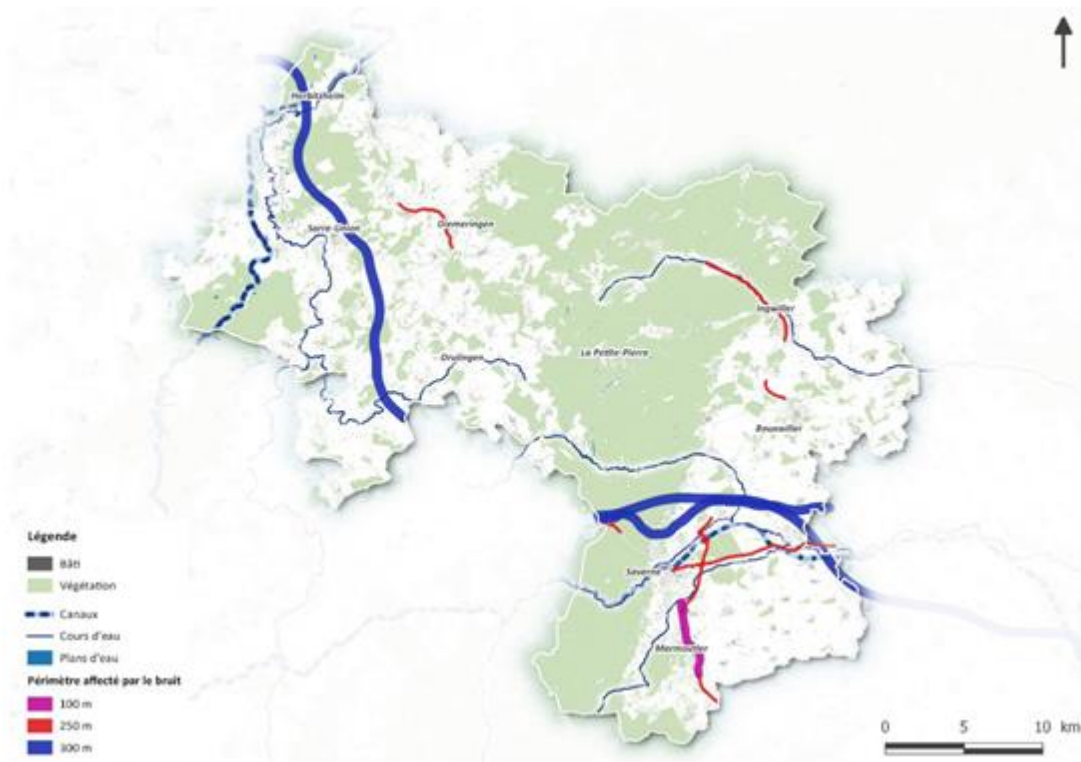 Herbitzheim
Sarre-Union
Diemeringen
Ingwiller
La Petite-Pierre
Drulingen
Bouxwiller
Saverne
Marmoutier
Légende
Bâti
Végétation
Canaux
Cours d'eau
Plans d'eau
Périmètre affecté par le bruit
100 m
250 m
300 m
0 5 10 km